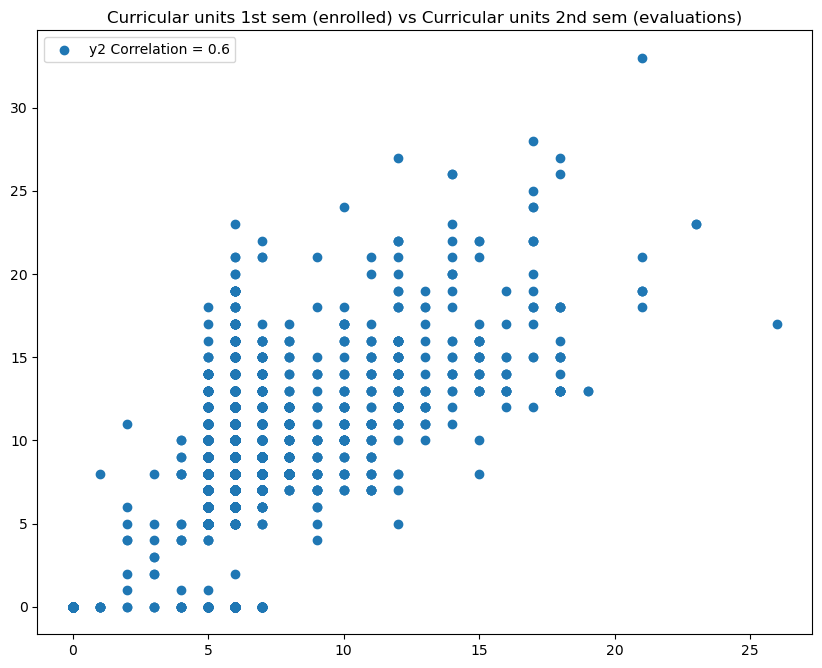 Curricular units 1st sem (enrolled) vs Curricular units 2nd sem (evaluations)
y2 Correlation = 0.6
30
25
20
15
10
5
0
0 5 10 15 20 25